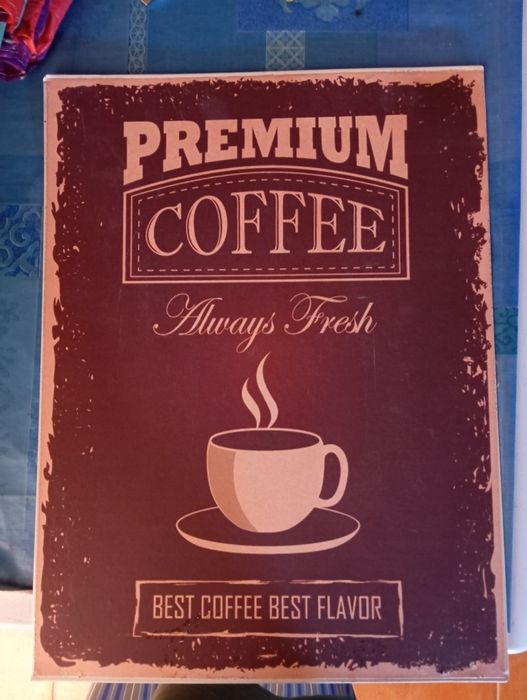 PREMIUM
COFFEE
Always Fresh
BEST COFFEE BEST FLAVOR